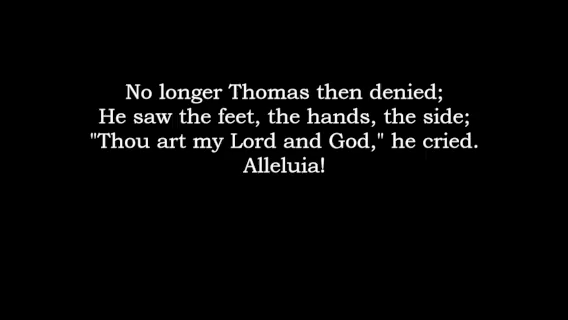 No longer Thomas then denied;
He saw the feet, the hands, the side;
"Thou art my Lord and God," he cried.
Alleluia!